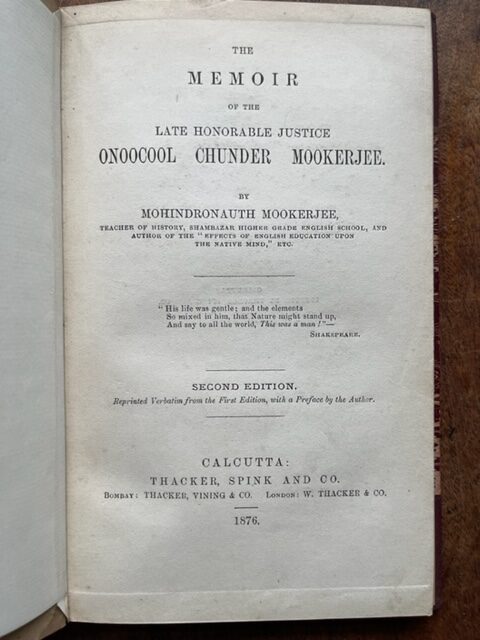 THE
MEMOIR
OF THE
LATE HONORABLE JUSTICE
ONOOCOOL CHUNDER MOOKERJEE.
BY
MOHINDRONAUTH MOOKERJEE,
TEACHER OF HISTORY, SHAMBAZAR HIGHER GRADE ENGLISH SCHOOL, AND
AUTHOR OF THE "EFFECTS OF ENGLISH EDUCATION UPON
THE NATIVE MIND," ETC.
"His life was gentle; and the elements
So mixed in him, that Nature might stand up,
And say to all the world, This was a man!"—
SHAKSPEARE.
SECOND EDITION.
Reprinted Verbatim from the First Edition, with a Preface by the Author.
CALCUTTA:
THACKER, SPINK AND CO.
BOMBAY: THACKER, VINING & CO. LONDON: W. THACKER & CO.
1876.